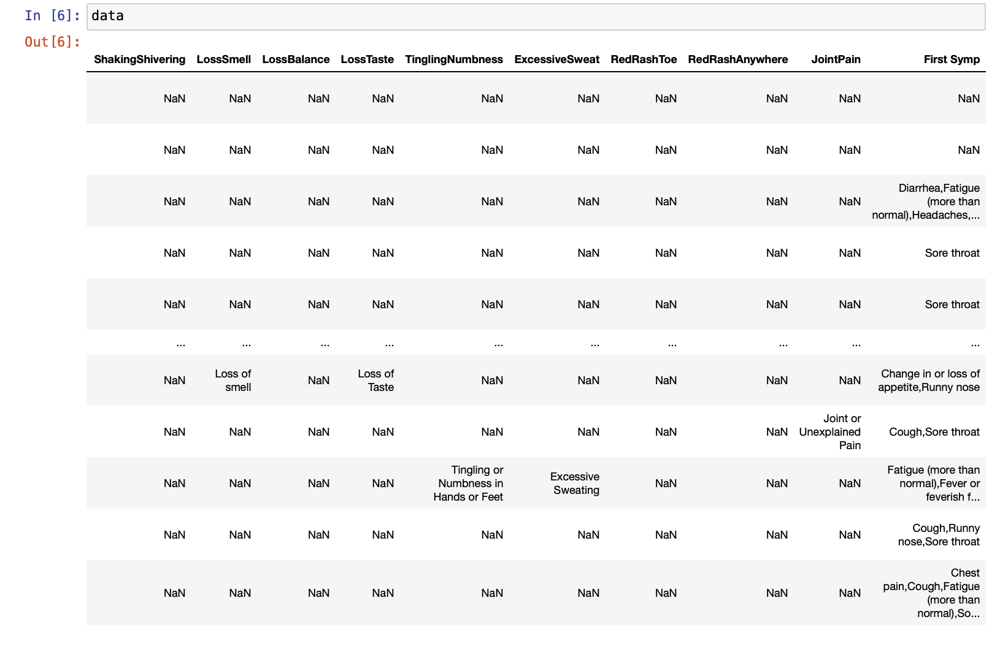 In [6]: data
Out[6]:
ShakingShivering LossSmell LossBalance LossTaste TinglingNumbness ExcessiveSweat RedRashToe RedRashAnywhere JointPain First Symp
NaN NaN NaN NaN NaN NaN NaN NaN NaN NaN
NaN NaN NaN NaN NaN NaN NaN NaN NaN NaN
Diarrhea,Fatigue
NaN NaN NaN NaN NaN NaN NaN NaN NaN (more than
normal),Headaches,...
NaN NaN NaN NaN NaN NaN NaN NaN NaN Sore throat
NaN NaN NaN NaN NaN NaN NaN NaN NaN Sore throat
... ... ... ... ... ... ... ... ... ...
NaN Loss of smell NaN Loss of Taste NaN NaN NaN NaN NaN Change in or loss of
appetite,Runny nose
Joint or
NaN NaN NaN NaN NaN NaN NaN NaN Unexplained Cough,Sore throat
Pain
Tingling or Fatigue (more than
NaN NaN NaN NaN Numbness in Excessive Sweating NaN NaN NaN normal),Fever or
Hands or Feet feverish f...
NaN NaN NaN NaN NaN NaN NaN NaN NaN Cough,Runny
nose,Sore throat
Chest
NaN NaN NaN NaN NaN NaN NaN NaN NaN pain,Cough,Fatigue
(more than
normal),So...